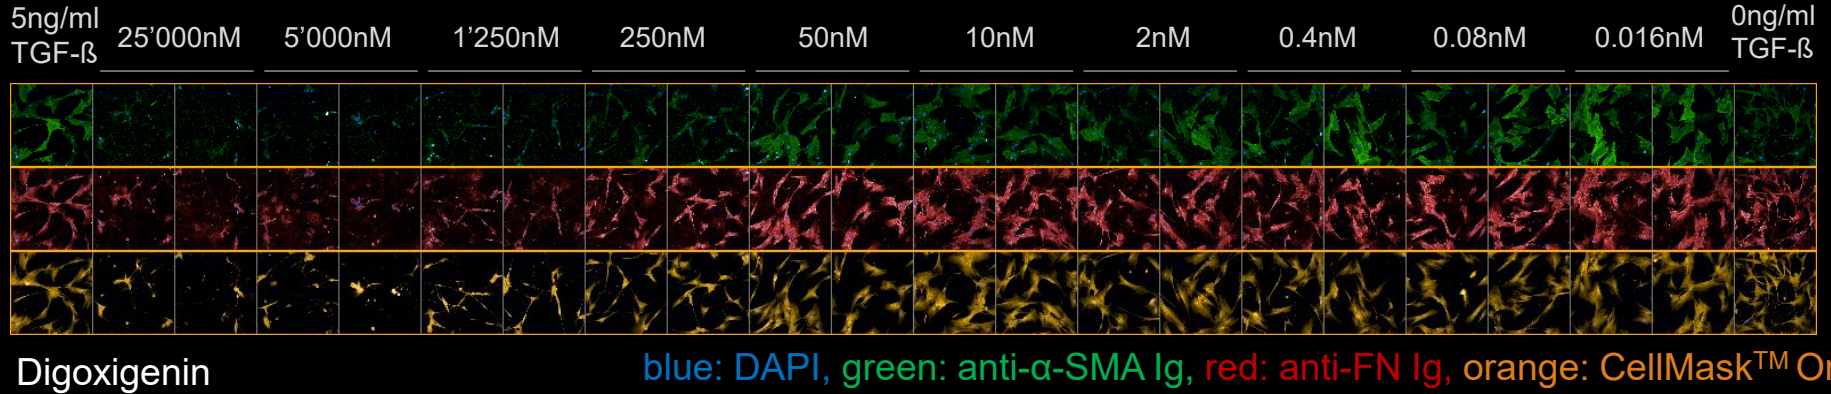 5ng/ml
TGF-ß
25'000nM
5'000nM
1'250nM
250nM
50nM
10nM
2nM
0.4nM
0.08nM
0.016nM
0ng/ml
TGF-ß
Digoxigenin
blue: DAPI, green: anti-α-SMA Ig, red: anti-FN Ig, orange: CellMask™ Or